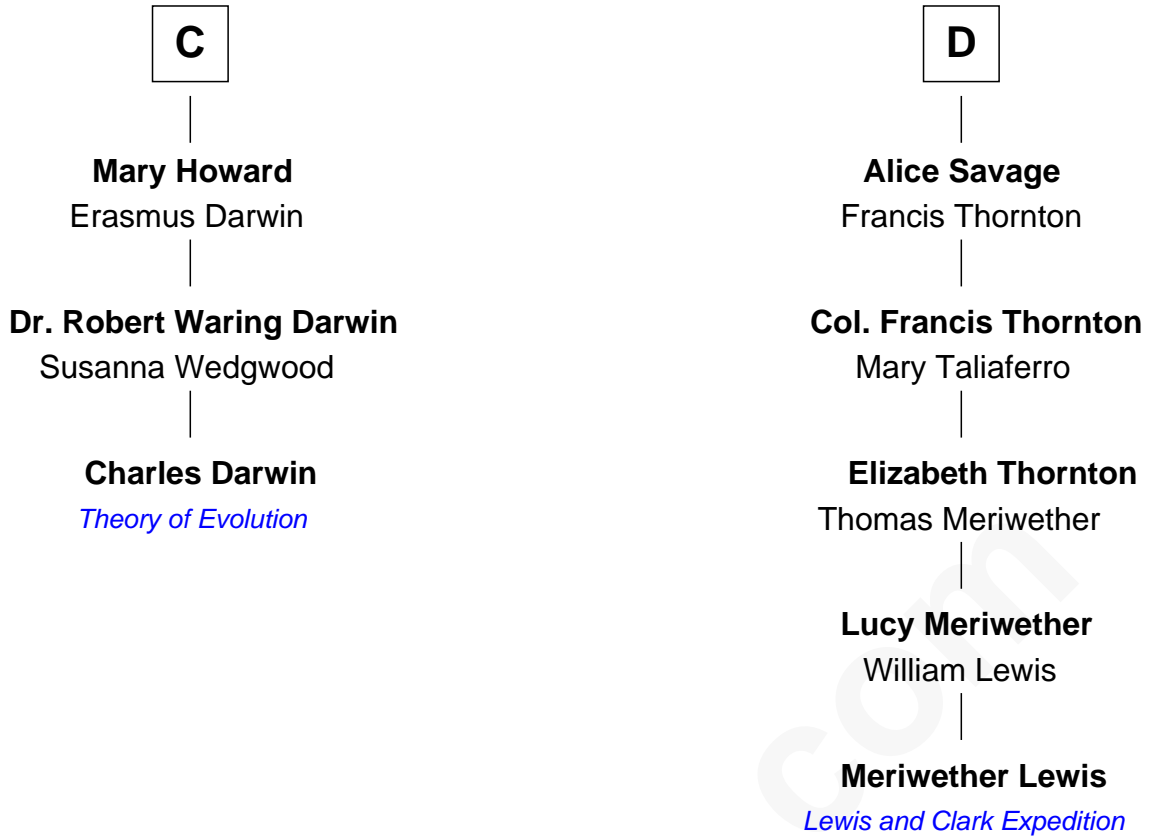 C
Mary Howard
Erasmus Darwin
Dr. Robert Waring Darwin
Susanna Wedgwood
Charles Darwin
Theory of Evolution
D
Alice Savage
Francis Thornton
Col. Francis Thornton
Mary Taliaferro
Elizabeth Thornton
Thomas Meriwether
Lucy Meriwether
William Lewis
Meriwether Lewis
Lewis and Clark Expedition
com